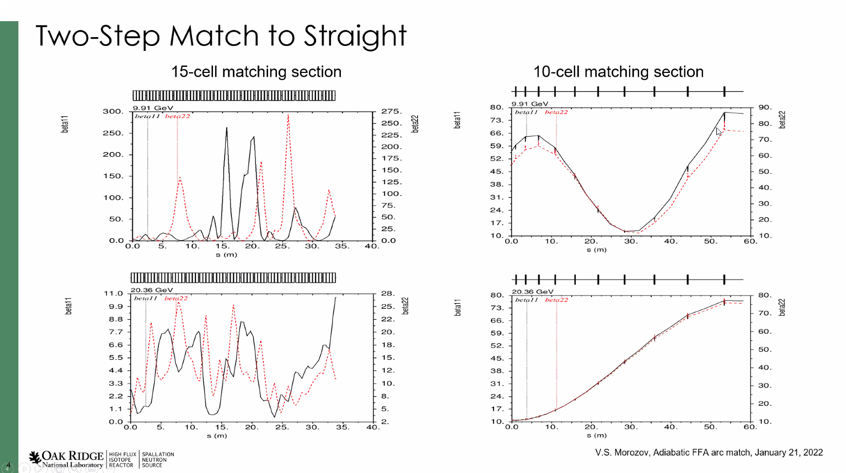 Two-Step Match to Straight
15-cell matching section
10-cell matching section
9.91 GeV
beta11 beta22
300.
250.
200.
150.
100.
50.
0.0
275.
250.
225.
200.
175.
150.
125.
100.
75.
50.
25.
0.0
beta11
beta22
0.0 5. 10. 15. 20. 25. 30. 35. 40.
s (m)
9.91 GeV
beta11 beta22
80.
73.
66.
59.
52.
45.
38.
31.
24.
17.
10.
90.
80.
70.
60.
50.
40.
30.
20.
10.
beta11
beta22
0.0 10. 20. 30. 40. 50. 60.
s (m)
20.36 GeV
beta11 beta22
11.0
9.9
8.8
7.7
6.6
5.5
4.4
3.3
2.2
1.1
0.0
28.
25.
22.
20.
18.
15.
12.
10.
8.
5.
2.
beta11
beta22
0.0 5. 10. 15. 20. 25. 30. 35. 40.
s (m)
20.36 GeV
beta11 beta22
80.
73.
66.
59.
52.
45.
38.
31.
24.
17.
10.
80.
70.
60.
50.
40.
30.
20.
10.
beta11
beta22
0.0 10. 20. 30. 40. 50. 60.
s (m)
4
OAK RIDGE
National Laboratory
HIGH FLUX
ISOTOPE
REACTOR
SPALLATION
NEUTRON
SOURCE
V.S. Morozov, Adiabatic FFA arc match, January 21, 2022